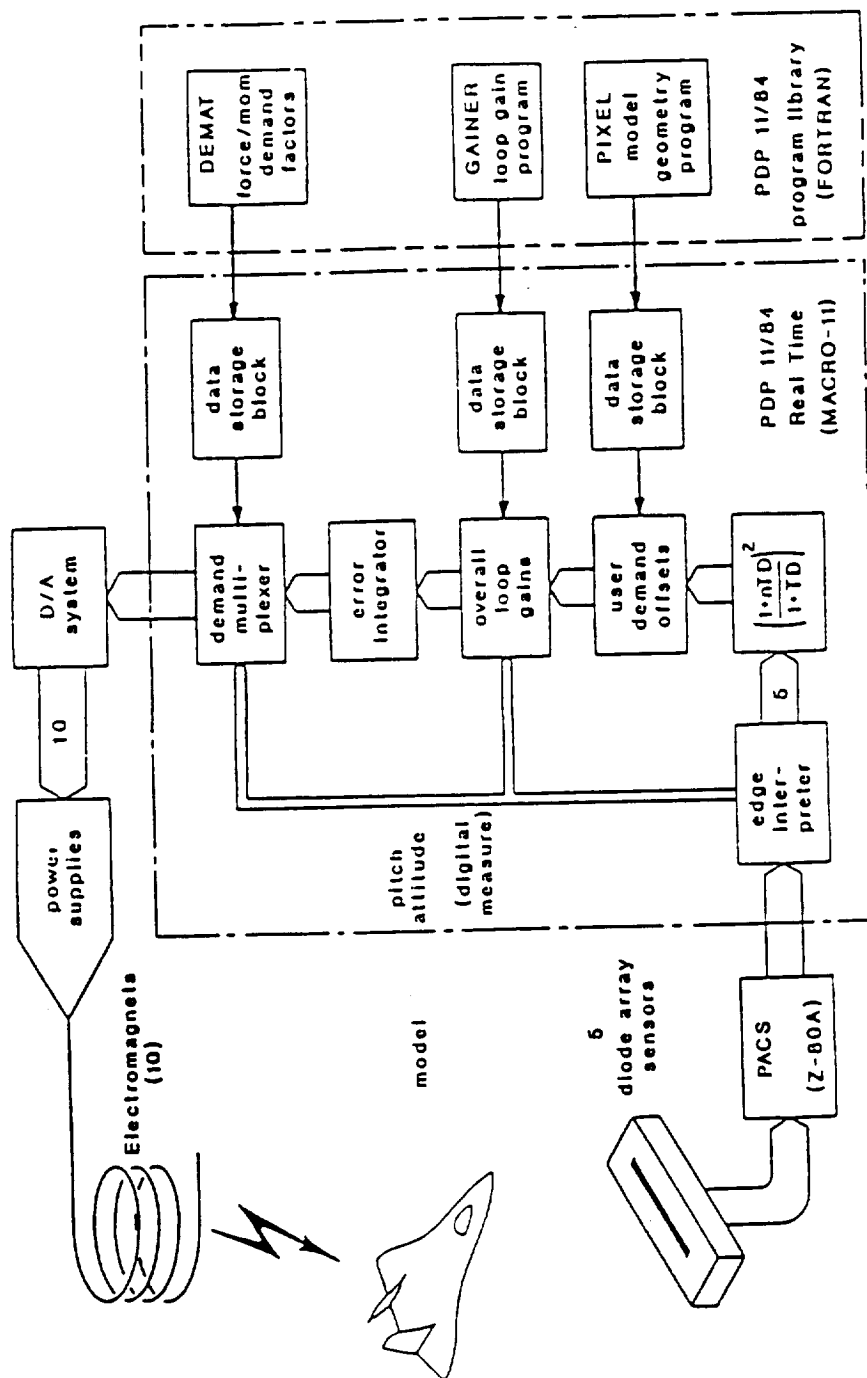 Electromagnets
(10)
power
supplies
10
D/A
system
demand
multi-
plexer
data
storage
block
DEMAT
force/mom
demand
factors
error
integrator
pitch
attitude
(digital
measure)
model
overall
loop
gains
data
storage
block
GAINER
loop gain
program
user
demand
offsets
data
storage
block
PIXEL
model
geometry
program
5
diode array
sensors
PACS
(Z-80A)
edge
inter-
preter
5
(1+nTD / 1+TD)²
PDP 11/84
Real Time
(MACRO-11)
PDP 11/84
program library
(FORTRAN)